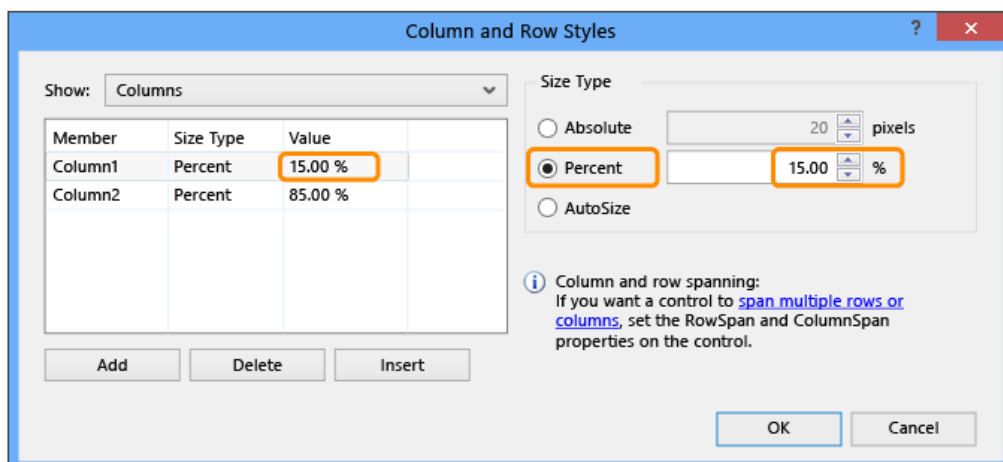 Column and Row Styles
?
Show: Columns
Member Size Type Value
Column1 Percent 15.00 %
Column2 Percent 85.00 %
Add Delete Insert
Size Type
Absolute 20 pixels
Percent 15.00 %
AutoSize
Column and row spanning:
If you want a control to span multiple rows or
columns, set the RowSpan and ColumnSpan
properties on the control.
OK Cancel